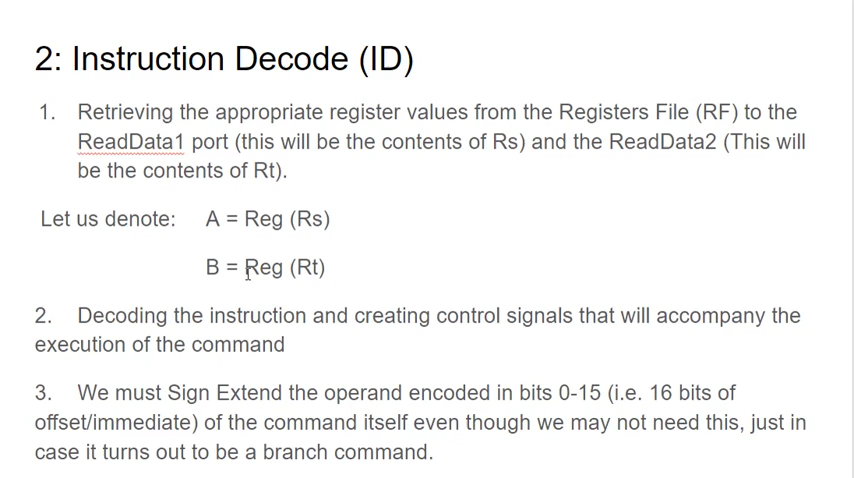 2: Instruction Decode (ID)
1. Retrieving the appropriate register values from the Registers File (RF) to the
ReadData1 port (this will be the contents of Rs) and the ReadData2 (This will
be the contents of Rt).
Let us denote: A = Reg (Rs)
B = Reg (Rt)
2. Decoding the instruction and creating control signals that will accompany the
execution of the command
3. We must Sign Extend the operand encoded in bits 0-15 (i.e. 16 bits of
offset/immediate) of the command itself even though we may not need this, just in
case it turns out to be a branch command.